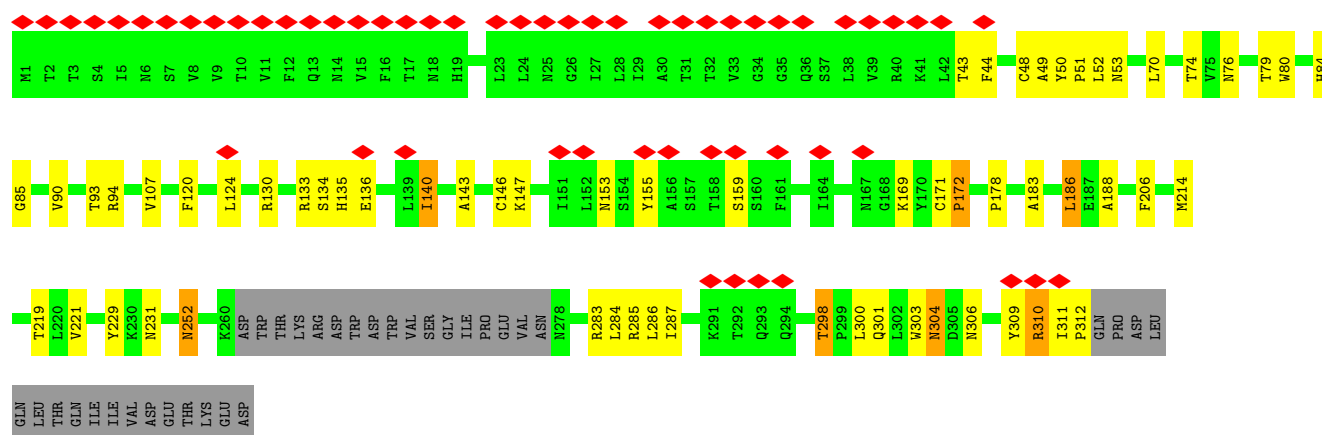 M1 T2 T3 S4 I5 N6 S7 V8 V9 T10 V11 F12 Q13 N14 V15 F16 T17 N18 H19 L23 L24 N25 G26 I27 L28 I29 A30 T31 T32 V33 G34 G35 Q36 S37 L38 V39 R40 K41 L42 T43 F44 C48 A49 Y50 P51 L52 N53 L70 T74 V75 N76 T79 W80 H84
G85 V90 T93 R94 V107 F120 L124 R130 R133 S134 H135 E136 L139 I140 A143 C146 K147 I151 L152 N153 S154 Y155 A156 S157 T158 S159 S160 F161 I164 N167 G168 K169 Y170 C171 P172 P178 A183 L186 E187 A188 F206 M214
T219 L220 V221 Y229 K230 N231 N252 K260 ASP TRP THR LYS ARG ASP TRP ASP TRP VAL SER GLY ILE PRO GLU VAL ASN N278 R283 L284 R285 L286 I287 K291 T292 Q293 Q294 T298 P299 L300 Q301 L302 W303 N304 D305 N306 Y309 R310 I311 P312 GLN PRO ASP LEU
GLN LEU THR GLN ILE ILE VAL ASP GLU THR LYS GLU ASP